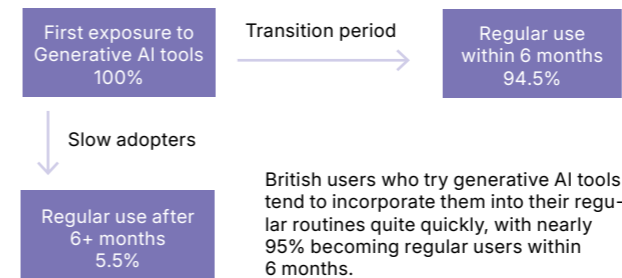 First exposure to
Generative AI tools
100%
Transition period
Regular use
within 6 months
94.5%
Slow adopters
Regular use after
6+ months
5.5%
British users who try generative AI tools
tend to incorporate them into their regu-
lar routines quite quickly, with nearly
95% becoming regular users within
6 months.